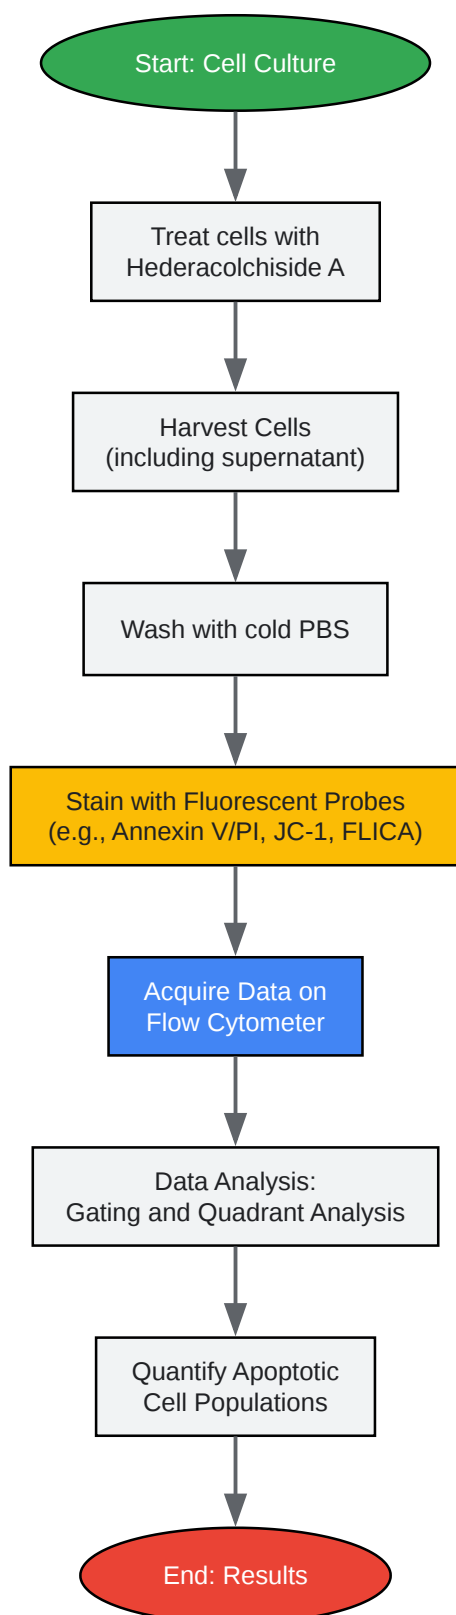 Start: Cell Culture
Treat cells with
Hederacolchiside A
Harvest Cells
(including supernatant)
Wash with cold PBS
Stain with Fluorescent Probes
(e.g., Annexin V/PI, JC-1, FLICA)
Acquire Data on
Flow Cytometer
Data Analysis:
Gating and Quadrant Analysis
Quantify Apoptotic
Cell Populations
End: Results